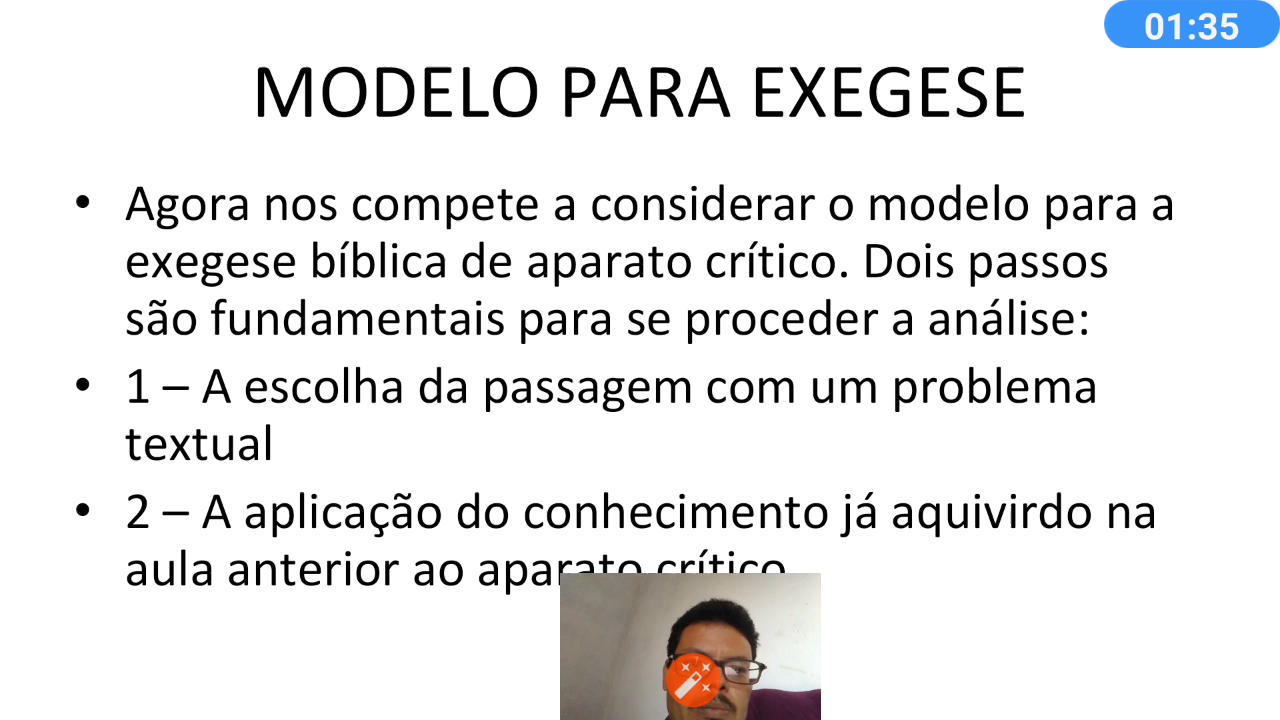 01:35
MODELO PARA EXEGESE
• Agora nos compete a considerar o modelo para a
exegese bíblica de aparato crítico. Dois passos
são fundamentais para se proceder a análise:
• 1 – A escolha da passagem com um problema
textual
• 2 – A aplicação do conhecimento já aquivirdo na
aula anterior ao aparato crítico